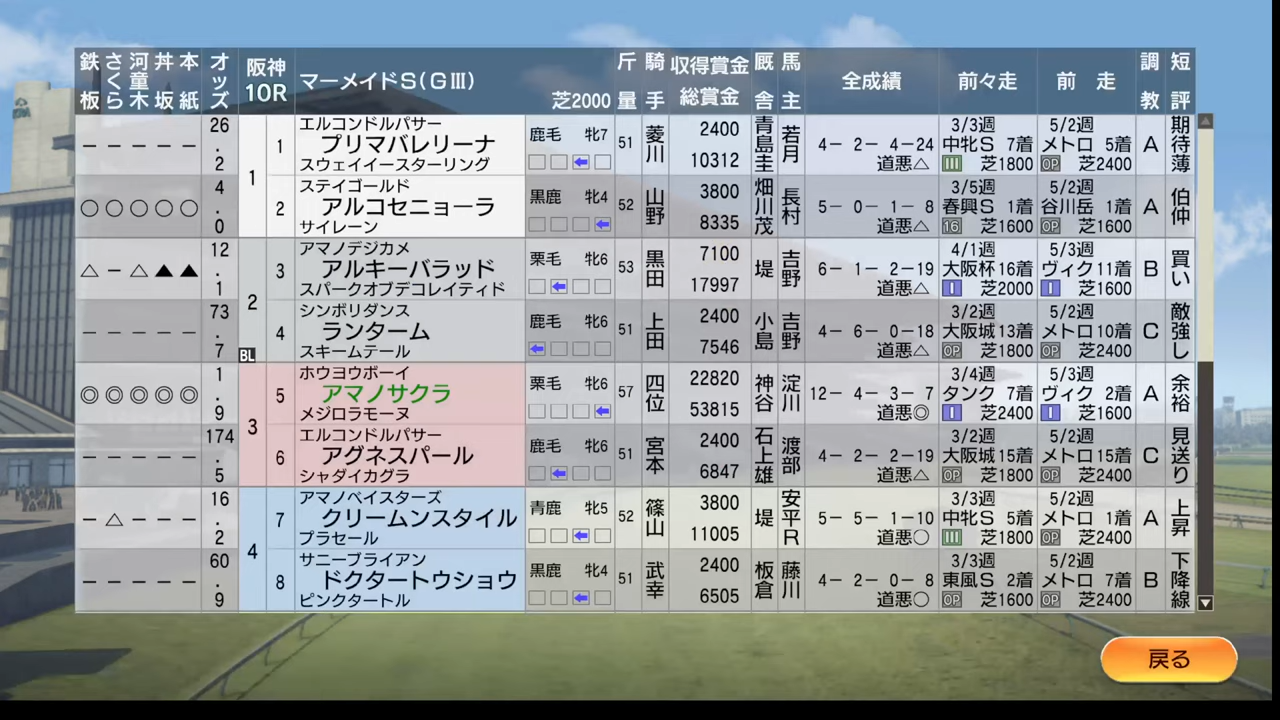 鉄板 さくら 河童木 丼坂 本紙 オッズ 阪神10R マーメイドS(GⅢ) 芝2000 斤量 騎手 収得賞金 総賞金 厩舎 馬主 全成績 前々走 前 走 調教 短評
－ － － － － 26.2 1 1 エルコンドルパサー
プリマバレリーナ 鹿毛 牝7 51 菱川 2400 10312 青島圭 若月 4－2－4－24 道悪△ 3/3週 中牝S 7着 Ⅲ 芝1800 5/2週 メトロ 5着 OP 芝2400 A 期待薄
スウェイイースターリング
○ ○ ○ ○ ○ 4.0 2 ステイゴールド
アルコセニョーラ 黒鹿 牝4 52 山野 3800 8335 畑川茂 長村 5－0－1－8 道悪△ 3/5週 春興S 1着 16 芝1600 5/2週 谷川岳 1着 OP 芝1600 A 伯仲
サイレーン
△ － △ ▲ ▲ 12.1 2 3 アマノデジカメ
アルキーバラッド 栗毛 牝6 53 黒田 7100 17997 堤 吉野 6－1－2－19 道悪△ 4/1週 大阪杯 16着 Ⅰ 芝2000 5/3週 ヴィク 11着 Ⅰ 芝1600 B 買い
スパークオブデコレイティド
－ － － － － 73.7 BL 4 シンボリダンス
ランターム 鹿毛 牝6 51 上田 2400 7546 小島 吉野 4－6－0－18 道悪△ 3/2週 大阪城 13着 OP 芝1800 5/2週 メトロ 10着 OP 芝2400 C 敵強し
スキームテール
◎ ◎ ◎ ◎ ◎ 1.9 3 5 ホウヨウボーイ
アマノサクラ 栗毛 牝6 57 四位 22820 53815 神谷 淀川 12－4－3－7 道悪◎ 3/4週 タンク 7着 Ⅰ 芝2400 5/3週 ヴィク 2着 Ⅰ 芝1600 A 余裕
メジロラモーヌ
－ － － － － 174.5 6 エルコンドルパサー
アグネスパール 鹿毛 牝6 51 宮本 2400 6847 石上雄 渡部 4－2－2－19 道悪△ 3/2週 大阪城 15着 OP 芝1800 5/2週 メトロ 15着 OP 芝2400 C 見送り
シャダイカグラ
－ △ － － － 16.2 4 7 アマノベイスターズ
クリームンスタイル 青鹿 牝5 52 篠山 3800 11005 堤 安平R 5－5－1－10 道悪○ 3/3週 中牝S 5着 Ⅲ 芝1800 5/2週 メトロ 1着 OP 芝2400 A 上昇
プラセール
－ － － － － 60.9 8 サニーブライアン
ドクタートウショウ 黒鹿 牝4 51 武幸 2400 6505 板倉 藤川 4－2－0－8 道悪○ 3/3週 東風S 2着 OP 芝1600 5/2週 メトロ 7着 OP 芝2400 B 下降線
ピンクタートル
戻る